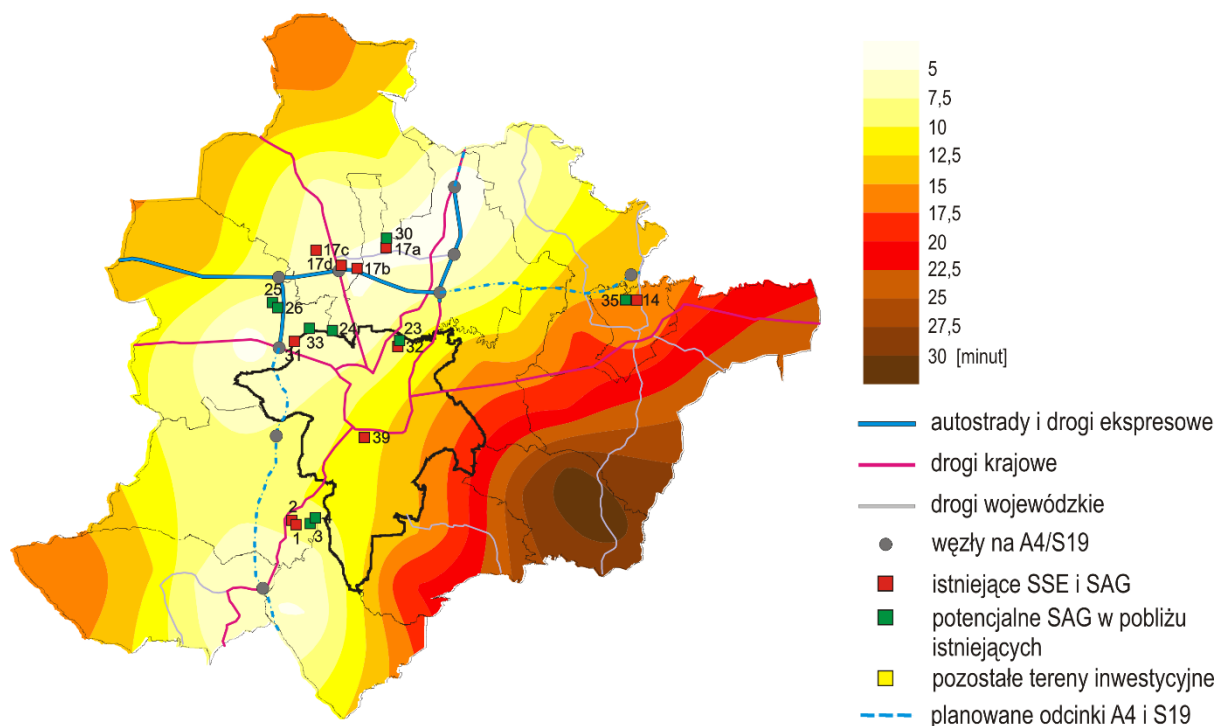 30
17a
17c
17d
17b
25
26
35
14
33
24
23
31
32
39
2
4
1
3
5
7,5
10
12,5
15
17,5
20
22,5
25
27,5
30 [minut]
autostrady i drogi ekspresowe
drogi krajowe
drogi wojewódzkie
węzły na A4/S19
istniejące SSE i SAG
potencjalne SAG w pobliżu
istniejących
pozostałe tereny inwestycyjne
planowane odcinki A4 i S19